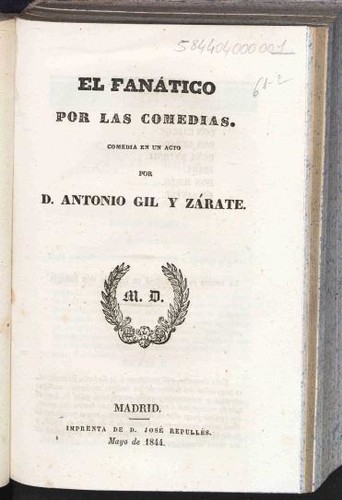 584404000001
61-2
EL FANÁTICO
POR LAS COMEDIAS.
COMEDIA EN UN ACTO
POR
D. ANTONIO GIL Y ZÁRATE.
M. D.
MADRID.
IMPRENTA DE D. JOSÉ REPULLÉS.
Mayo de 1844.